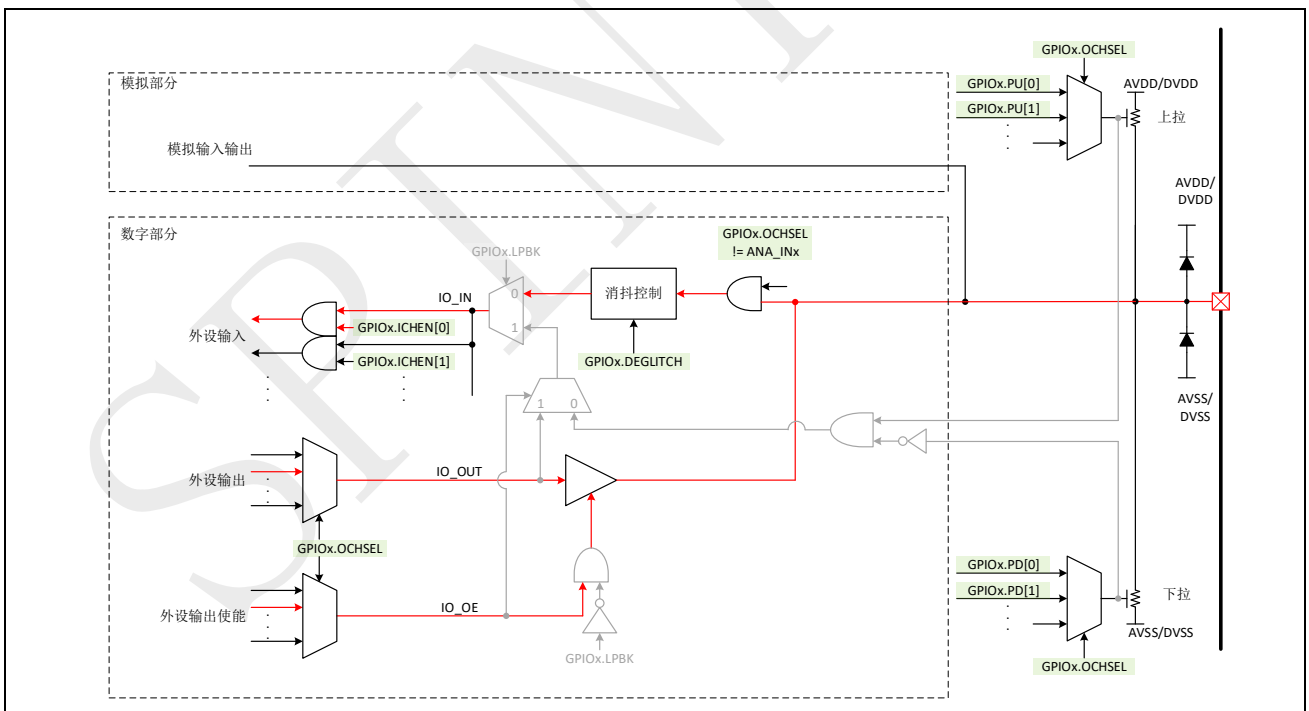 GPIOx.OCHSEL
模拟部分
GPIOx.PU[0]
AVDD/DVDD
GPIOx.PU[1]
上拉
模拟输入输出
AVDD/
DVDD
数字部分
GPIOx.OCHSEL
!= ANA_INx
GPIOx.LPBK
IO_IN
0
消抖控制
1
GPIOx.ICHEN[0]
外设输入
GPIOx.ICHEN[1]
GPIOx.DEGLITCH
AVSS/
DVSS
1 0
IO_OUT
外设输出
GPIOx.OCHSEL
GPIOx.PD[0]
GPIOx.PD[1]
下拉
IO_OE
外设输出使能
AVSS/DVSS
GPIOx.LPBK
GPIOx.OCHSEL
SPIN